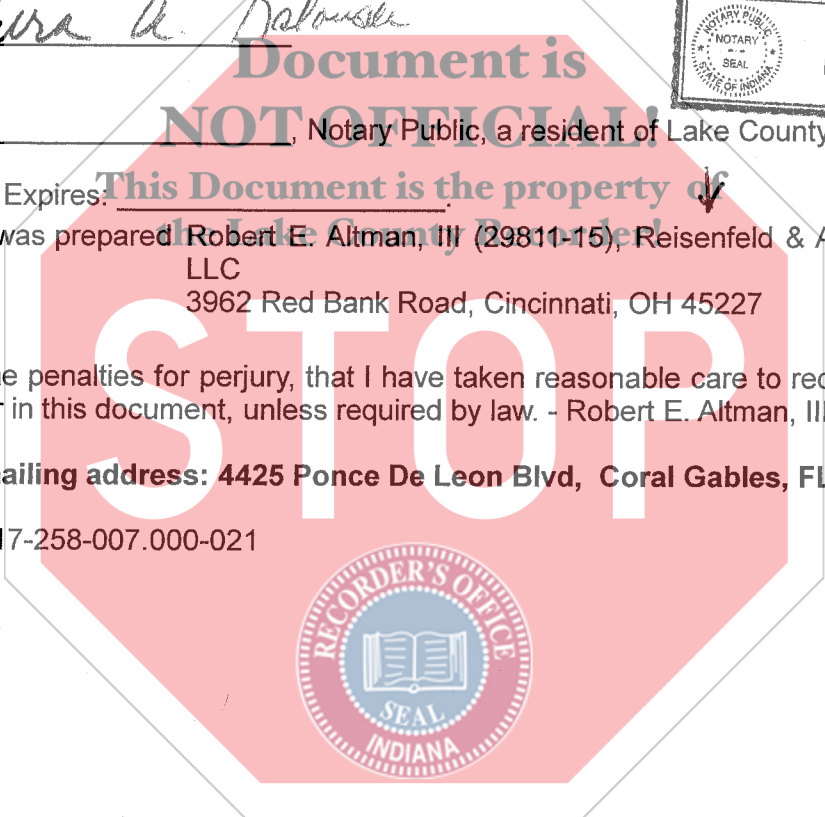 NOTARY PUBLIC
NOTARY
SEAL
STATE OF INDIANA
Document is
NOT OFFICIAL!
, Notary Public, a resident of Lake County
This Document is the property of
Expires:
the Lake County Recorder!
was prepared Robert E. Altman, III (29811-15), Reisenfeld & A
LLC
3962 Red Bank Road, Cincinnati, OH 45227
e penalties for perjury, that I have taken reasonable care to red
r in this document, unless required by law. - Robert E. Altman, III
ailing address: 4425 Ponce De Leon Blvd, Coral Gables, FL
STOP
17-258-007.000-021
RECORDER'S OFFICE
SEAL
INDIANA